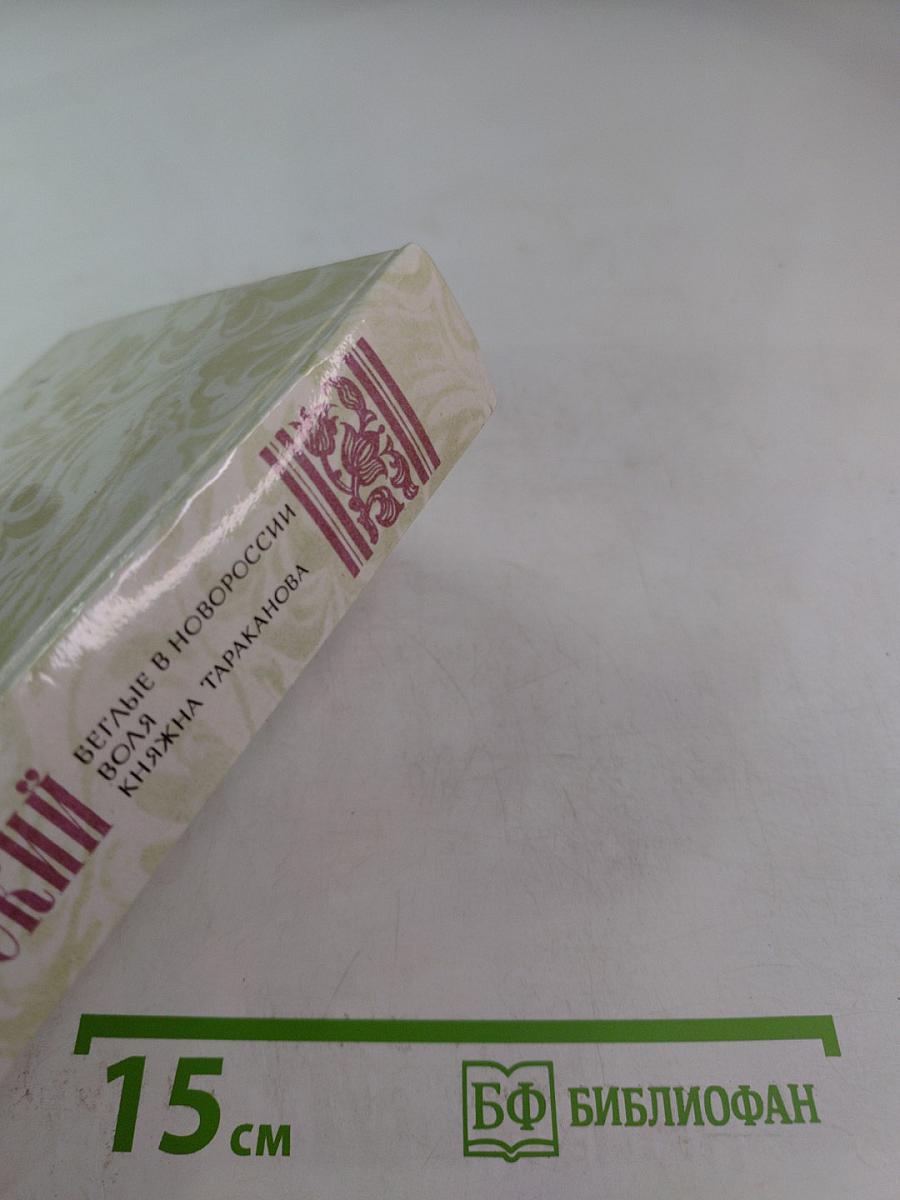 БЕГЛЫЕ В НОВОРОССИИ
ВОЛЯ
КНЯЖНА ТАРАКАНОВА
15 см
БФ БИБЛИОФАН